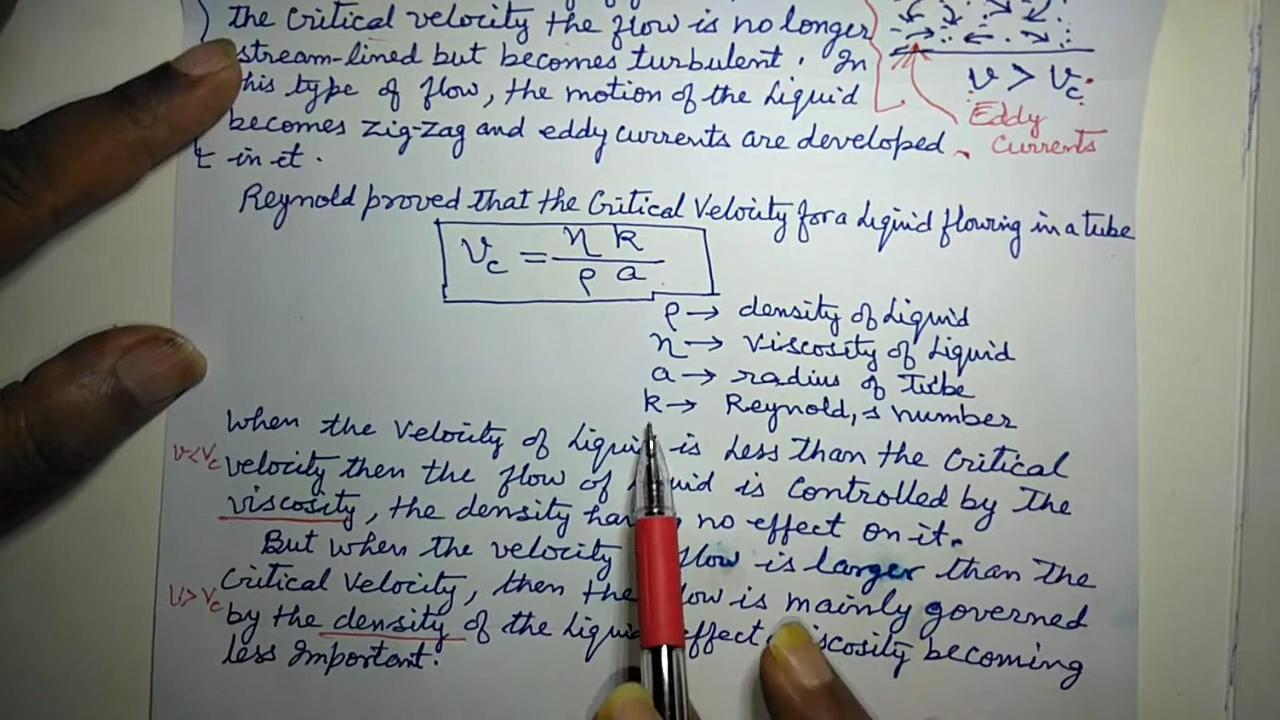 the Critical velocity the flow is no longer
stream-lined but becomes turbulent. In
this type of flow, the motion of the Liquid
becomes zig-zag and eddy currents are developed
in it.
v > vc
Eddy
Currents
Reynold proved that the Critical Velocity for a Liquid flowing in a tube
vc = η k / ρ a
ρ → density of Liquid
η → Viscosity of Liquid
a → radius of Tube
k → Reynold,s number
When the Velocity of Liquid is Less than the Critical
v<vc velocity then the flow of Liquid is Controlled by the
viscosity, the density no effect on it.
But when the velocity flow is larger than the
v>vc Critical Velocity, then the flow is mainly governed
by the density of the Liquid effect viscosity becoming
less Important.